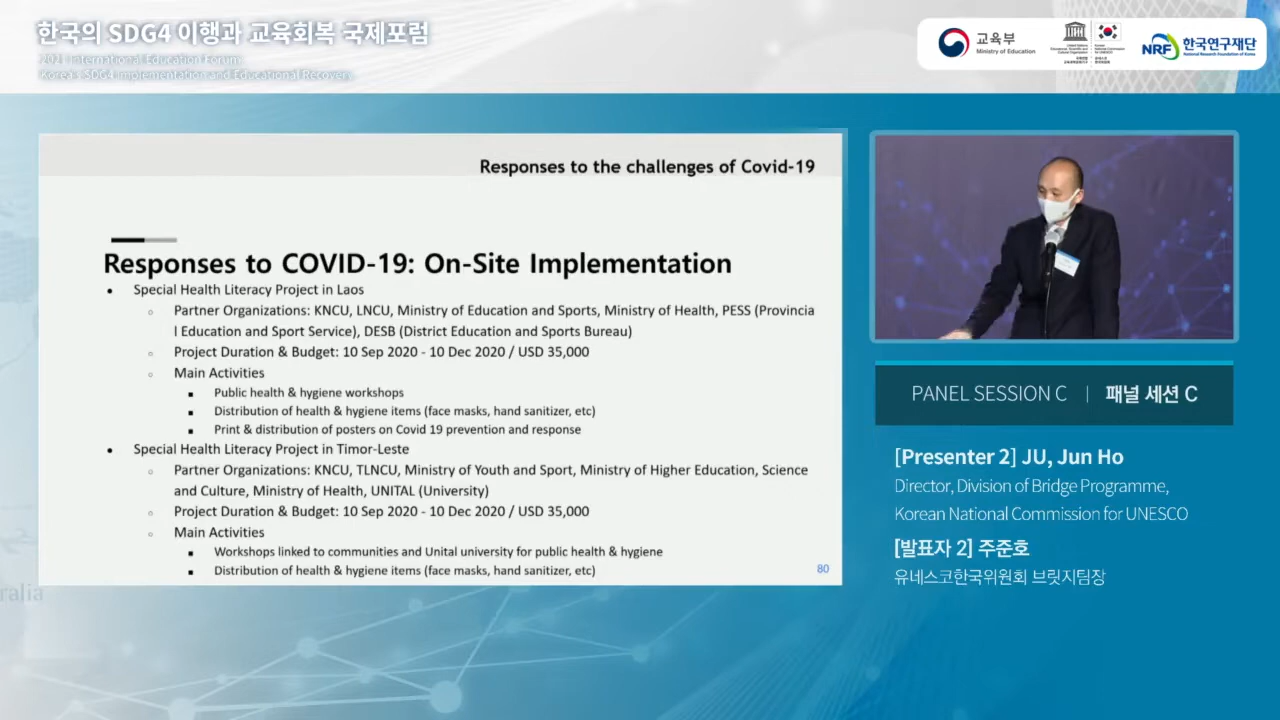 한국의 SDG4 이행과 교육회복 국제포럼
2021 International Education Forum
Korea's SDG4 Implementation and Educational Recovery
교육부
Ministry of Education
NRF 한국연구재단
National Research Foundation of Korea
Responses to the challenges of Covid-19
Responses to COVID-19: On-Site Implementation
• Special Health Literacy Project in Laos
○ Partner Organizations: KNCU, LNCU, Ministry of Education and Sports, Ministry of Health, PESS (Provincia
l Education and Sport Service), DESB (District Education and Sports Bureau)
○ Project Duration & Budget: 10 Sep 2020 - 10 Dec 2020 / USD 35,000
○ Main Activities
■ Public health & hygiene workshops
■ Distribution of health & hygiene items (face masks, hand sanitizer, etc)
■ Print & distribution of posters on Covid 19 prevention and response
• Special Health Literacy Project in Timor-Leste
○ Partner Organizations: KNCU, TLNCU, Ministry of Youth and Sport, Ministry of Higher Education, Science
and Culture, Ministry of Health, UNITAL (University)
○ Project Duration & Budget: 10 Sep 2020 - 10 Dec 2020 / USD 35,000
○ Main Activities
■ Workshops linked to communities and Unital university for public health & hygiene
■ Distribution of health & hygiene items (face masks, hand sanitizer, etc)
80
PANEL SESSION C | 패널 세션 C
[Presenter 2] JU, Jun Ho
Director, Division of Bridge Programme,
Korean National Commission for UNESCO
[발표자 2] 주준호
유네스코한국위원회 브릿지팀장
ralia